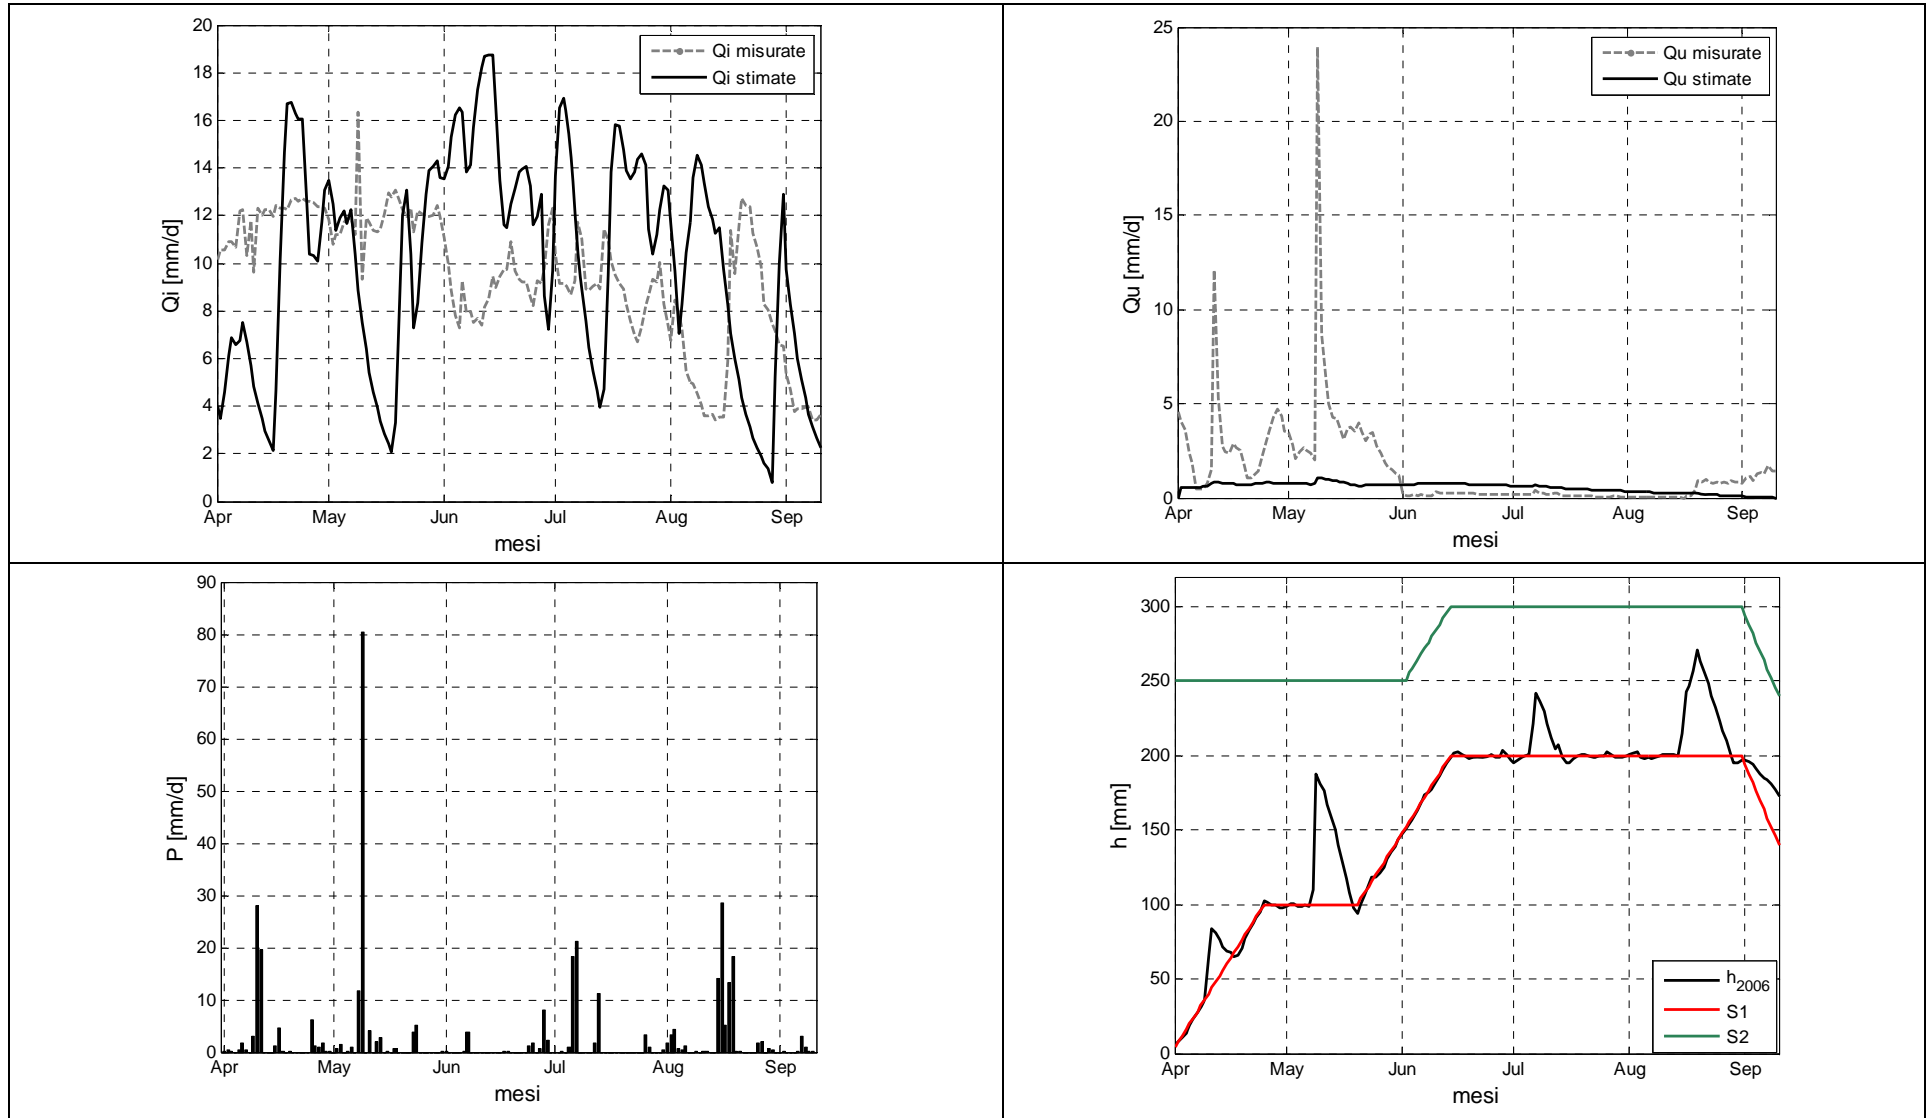 20
18
16
14
12
10
8
6
4
2
0
Qi [mm/d]
Qi misurate
Qi stimate
Apr May Jun Jul Aug Sep
mesi
25
20
15
10
5
0
Qu [mm/d]
Qu misurate
Qu stimate
Apr May Jun Jul Aug Sep
mesi
90
80
70
60
50
40
30
20
10
0
P [mm/d]
Apr May Jun Jul Aug Sep
mesi
300
250
200
150
100
50
0
h [mm]
h2006
S1
S2
Apr May Jun Jul Aug Sep
mesi